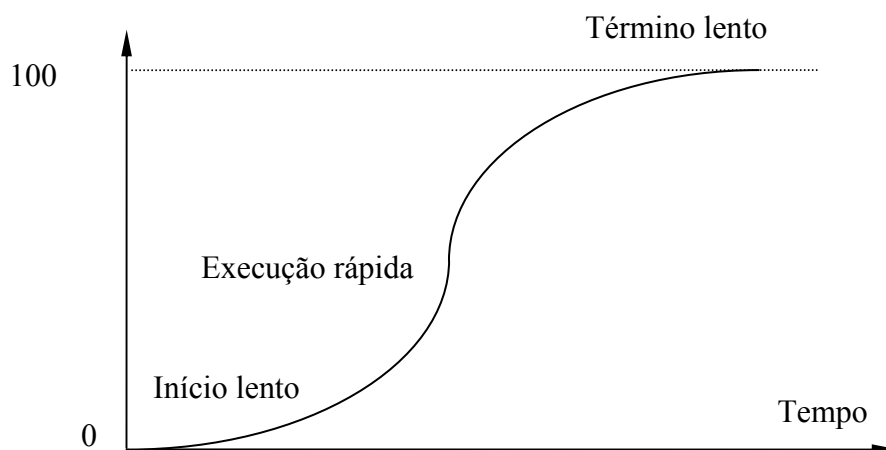 Término lento
100
Execução rápida
Início lento
Tempo
0